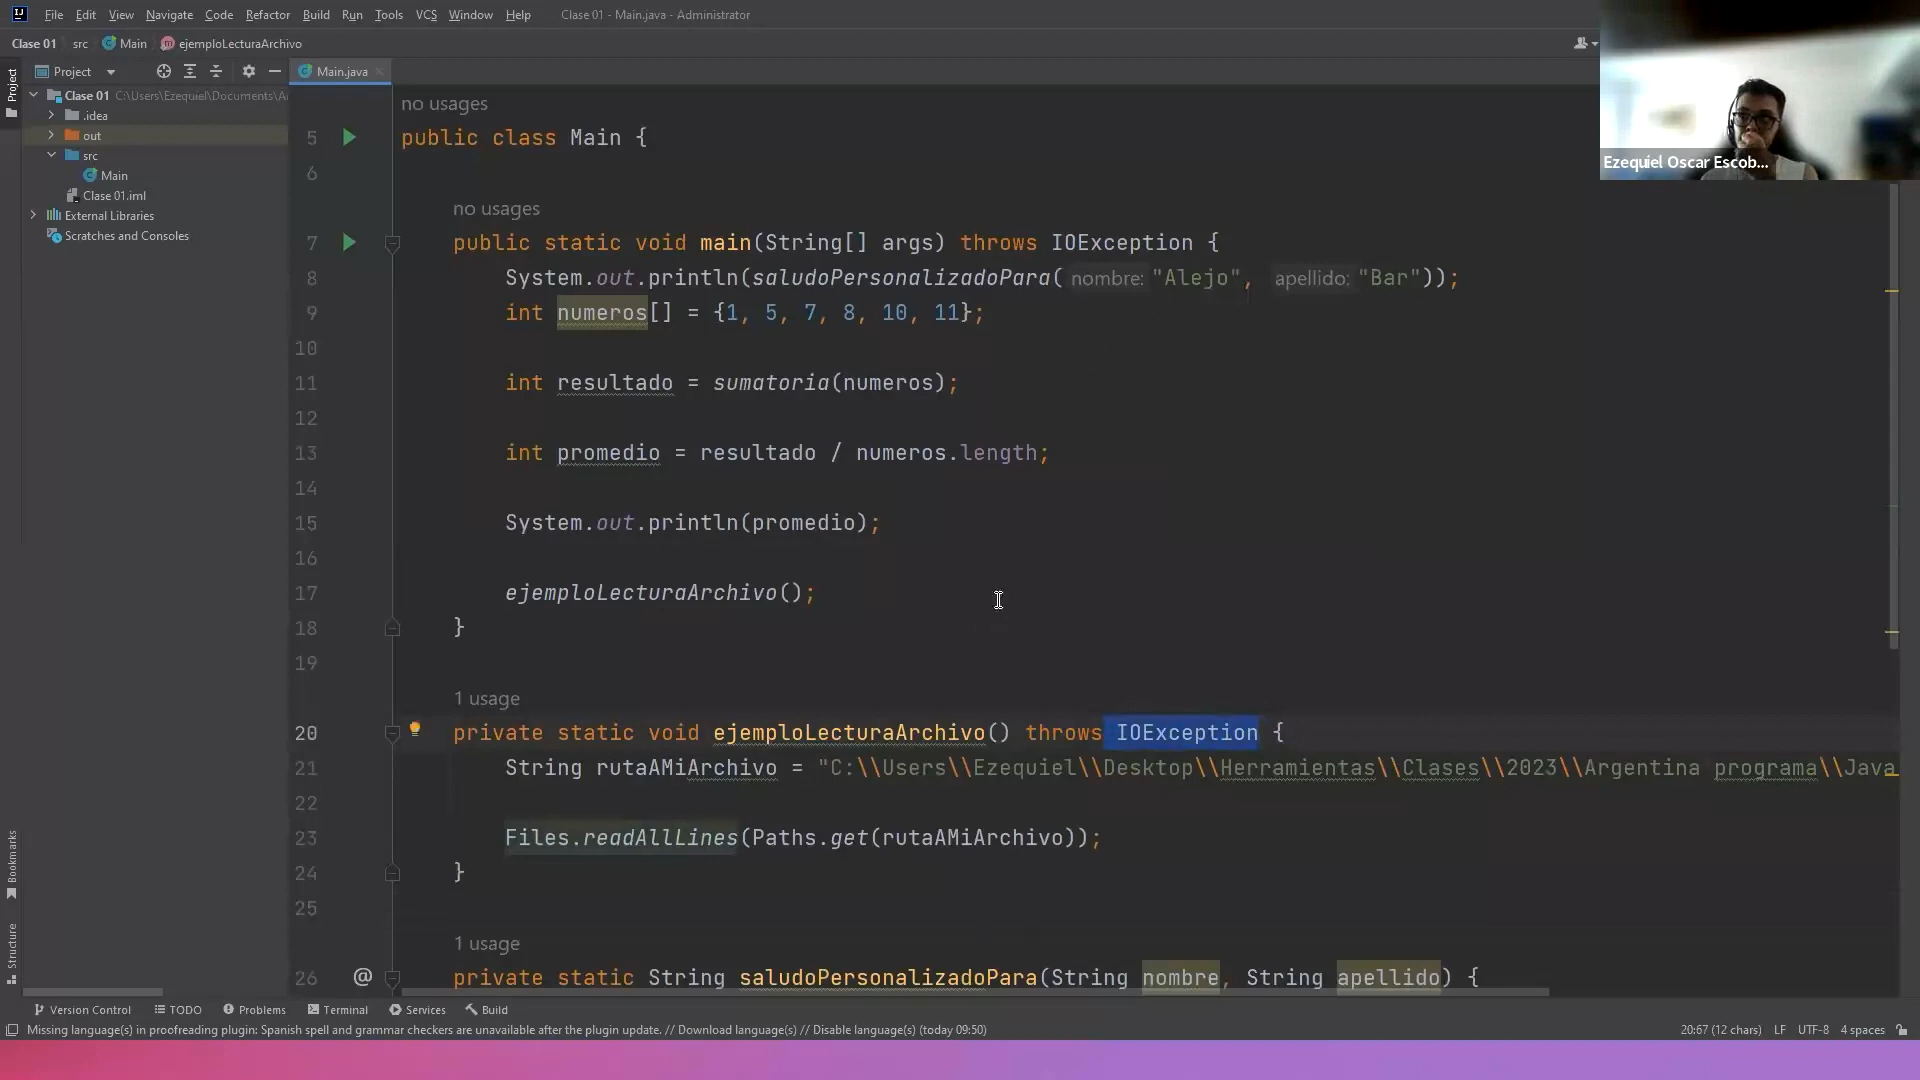 File Edit View Navigate Code Refactor Build Run Tools VCS Window Help Clase 01 - Main.java - Administrator
Clase 01 src Main ejemploLecturaArchivo
Project Main.java
Project
Clase 01 C:\Users\Ezequiel\Documents\A
.idea
out
src
Main
Clase 01.iml
External Libraries
Scratches and Consoles
no usages
5 public class Main {
6
no usages
7 public static void main(String[] args) throws IOException {
8 System.out.println(saludoPersonalizadoPara( nombre: "Alejo", apellido: "Bar"));
9 int numeros[] = {1, 5, 7, 8, 10, 11};
10
11 int resultado = sumatoria(numeros);
12
13 int promedio = resultado / numeros.length;
14
15 System.out.println(promedio);
16
17 ejemploLecturaArchivo();
18 }
19
1 usage
20 private static void ejemploLecturaArchivo() throws IOException {
21 String rutaAMiArchivo = "C:\\Users\\Ezequiel\\Desktop\\Herramientas\\Clases\\2023\\Argentina programa\\Java
22
23 Files.readAllLines(Paths.get(rutaAMiArchivo));
24 }
25
1 usage
26 @ private static String saludoPersonalizadoPara(String nombre, String apellido) {
Ezequiel Oscar Escob...
Bookmarks
Structure
Version Control TODO Problems Terminal Services Build
Missing language(s) in proofreading plugin: Spanish spell and grammar checkers are unavailable after the plugin update. // Download language(s) // Disable language(s) (today 09:50) 20:67 (12 chars) LF UTF-8 4 spaces